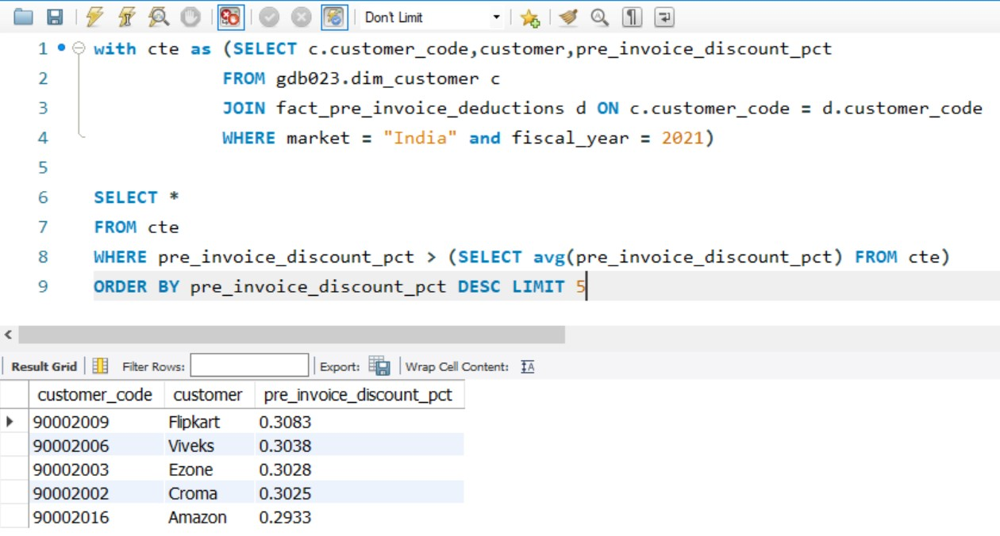 Don't Limit
1 with cte as (SELECT c.customer_code,customer,pre_invoice_discount_pct
2 FROM gdb023.dim_customer c
3 JOIN fact_pre_invoice_deductions d ON c.customer_code = d.customer_code
4 WHERE market = "India" and fiscal_year = 2021)
5
6 SELECT *
7 FROM cte
8 WHERE pre_invoice_discount_pct > (SELECT avg(pre_invoice_discount_pct) FROM cte)
9 ORDER BY pre_invoice_discount_pct DESC LIMIT 5
Result Grid Filter Rows: Export: Wrap Cell Content: IA
customer_code customer pre_invoice_discount_pct
90002009 Flipkart 0.3083
90002006 Viveks 0.3038
90002003 Ezone 0.3028
90002002 Croma 0.3025
90002016 Amazon 0.2933